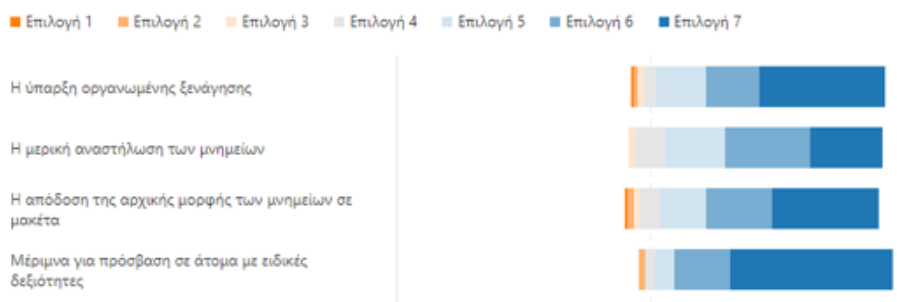 Επιλογή 1 Επιλογή 2 Επιλογή 3 Επιλογή 4 Επιλογή 5 Επιλογή 6 Επιλογή 7
Η ύπαρξη οργανωμένης ξενάγησης
Η μερική αναστήλωση των μνημείων
Η απόδοση της αρχικής μορφής των μνημείων σε
μακέτα
Μέριμνα για πρόσβαση σε άτομα με ειδικές
δεξιότητες